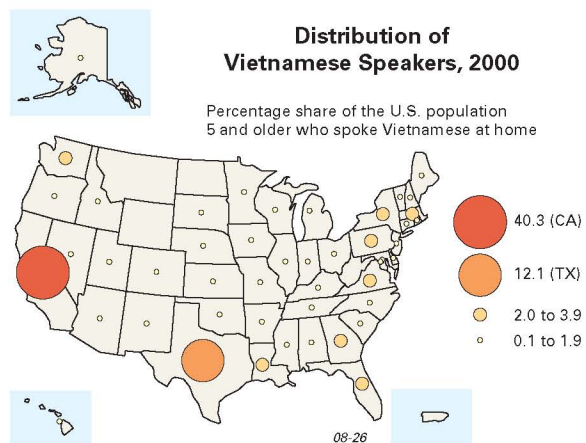 Distribution of
Vietnamese Speakers, 2000
Percentage share of the U.S. population
5 and older who spoke Vietnamese at home
40.3 (CA)
12.1 (TX)
2.0 to 3.9
0.1 to 1.9
08-26